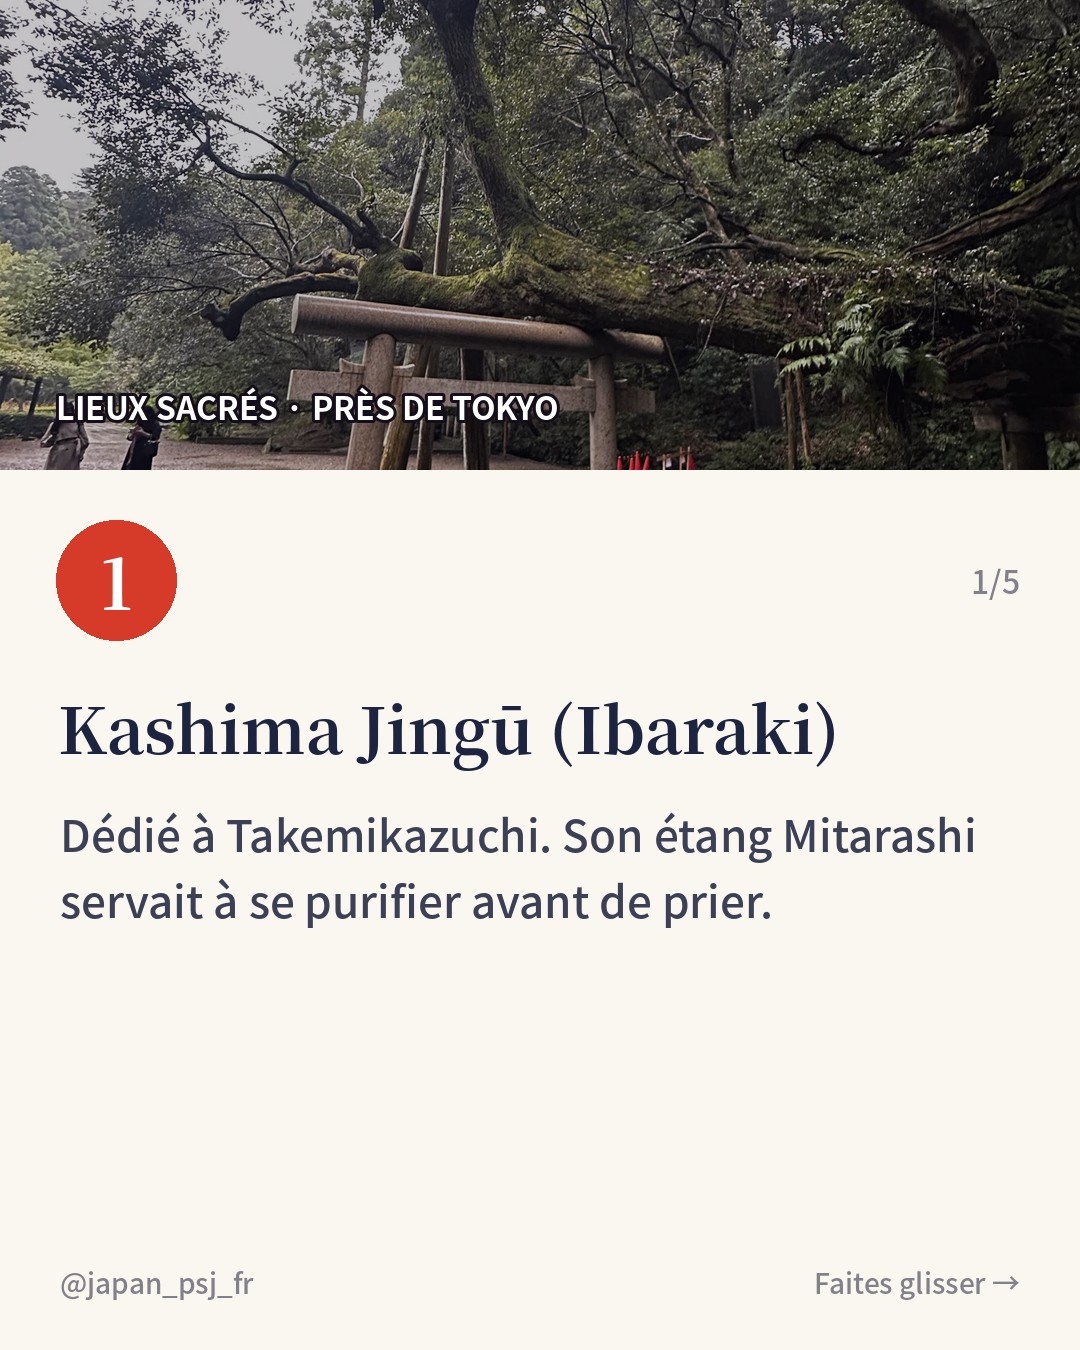 LIEUX SACRÉS · PRÈS DE TOKYO
1
1/5
Kashima Jingū (Ibaraki)
Dédié à Takemikazuchi. Son étang Mitarashi
servait à se purifier avant de prier.
@japan_psj_fr
Faites glisser →